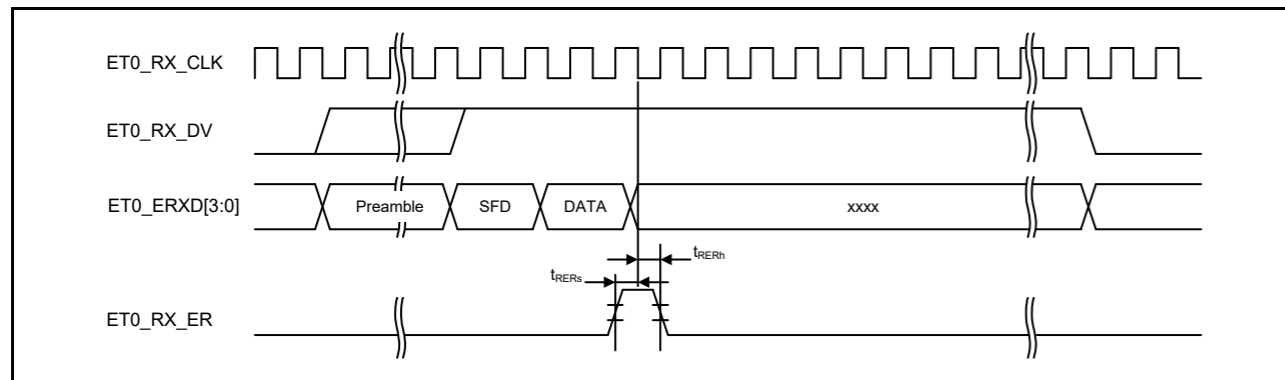 ET0_RX_CLK
ET0_RX_DV
ET0_ERXD[3:0] Preamble SFD DATA xxxx
tRERh
tRERs
ET0_RX_ER